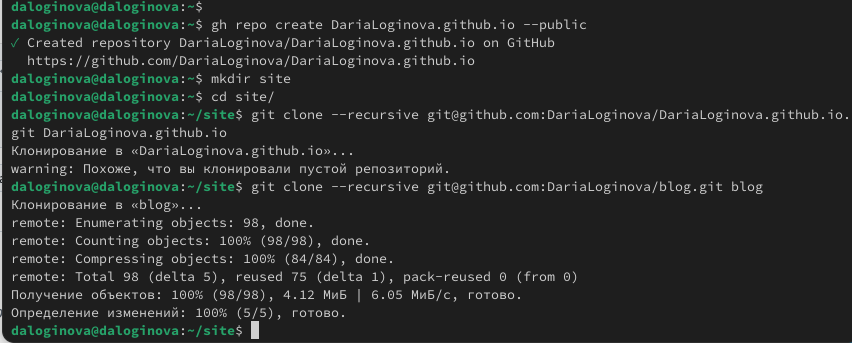 daloginova@daloginova:~$
daloginova@daloginova:~$ gh repo create DariaLoginova.github.io --public
✓ Created repository DariaLoginova/DariaLoginova.github.io on GitHub
  https://github.com/DariaLoginova/DariaLoginova.github.io
daloginova@daloginova:~$ mkdir site
daloginova@daloginova:~$ cd site/
daloginova@daloginova:~/site$ git clone --recursive git@github.com:DariaLoginova/DariaLoginova.github.io.
git DariaLoginova.github.io
Клонирование в «DariaLoginova.github.io»...
warning: Похоже, что вы клонировали пустой репозиторий.
daloginova@daloginova:~/site$ git clone --recursive git@github.com:DariaLoginova/blog.git blog
Клонирование в «blog»...
remote: Enumerating objects: 98, done.
remote: Counting objects: 100% (98/98), done.
remote: Compressing objects: 100% (84/84), done.
remote: Total 98 (delta 5), reused 75 (delta 1), pack-reused 0 (from 0)
Получение объектов: 100% (98/98), 4.12 МиБ | 6.05 МиБ/с, готово.
Определение изменений: 100% (5/5), готово.
daloginova@daloginova:~/site$